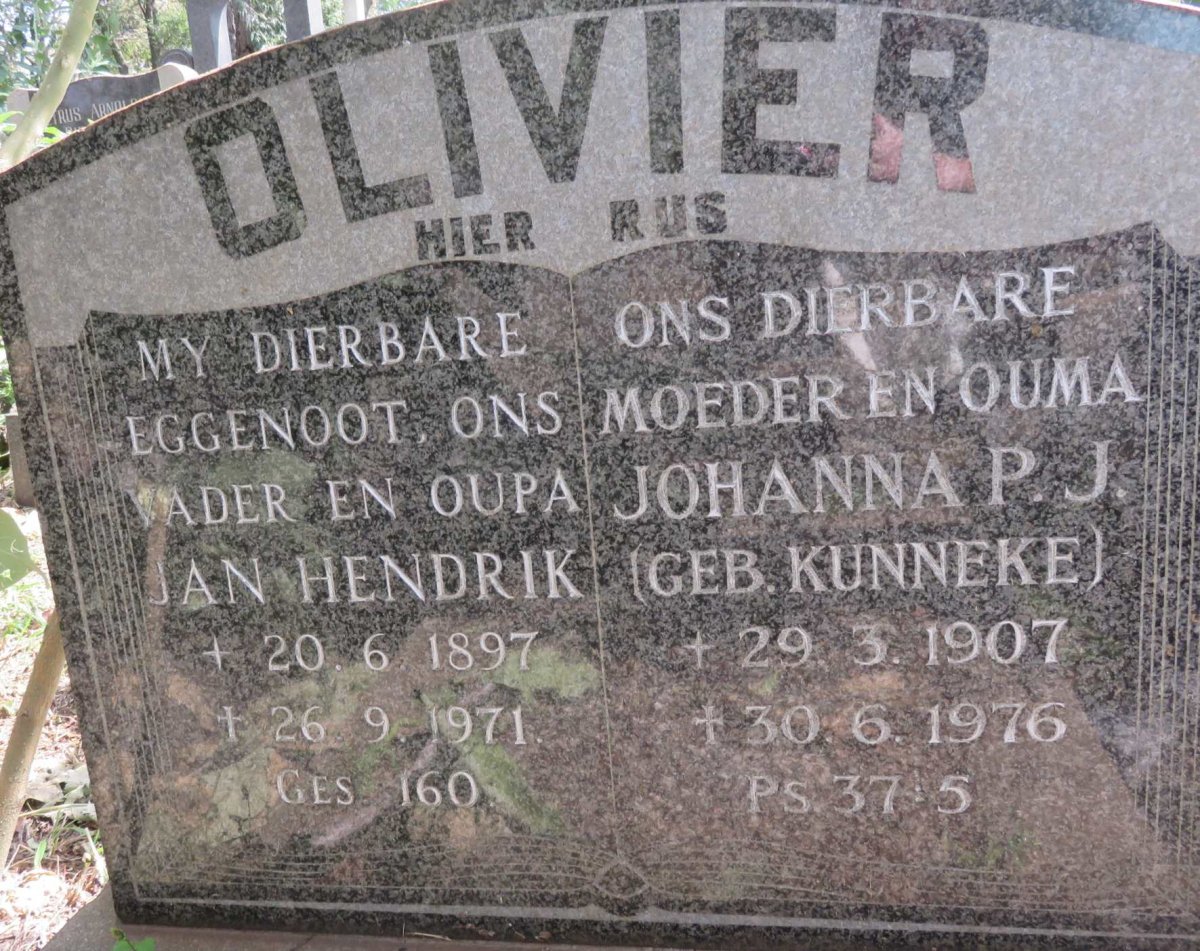 OLIVIER
HIER RUS
MY DIERBARE
EGGENOOT, ONS
VADER EN OUPA
JAN HENDRIK
+ 20. 6. 1897
† 26. 9. 1971.
GES 160
ONS DIERBARE
MOEDER EN OUMA
JOHANNA P. J.
(GEB. KUNNEKE)
+ 29. 3. 1907
† 30. 6. 1976
PS 37:5